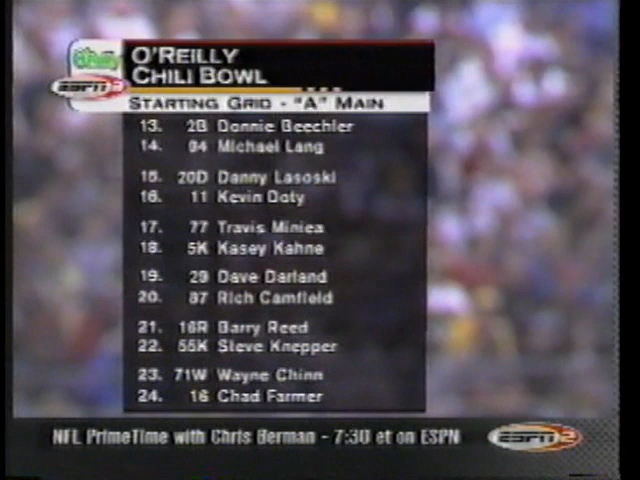 O'Reilly
ESPN2
O'REILLY
CHILI BOWL
STARTING GRID - "A" MAIN
13. 2B Donnie Beechler
14. 94 Michael Lang
15. 20D Danny Lasoski
16. 11 Kevin Doty
17. 77 Travis Miniea
18. 5K Kasey Kahne
19. 29 Dave Darland
20. 87 Rich Camfield
21. 16R Barry Reed
22. 55K Steve Knepper
23. 71W Wayne Chinn
24. 16 Chad Farmer
NFL PrimeTime with Chris Berman - 7:30 et on ESPN
ESPN2